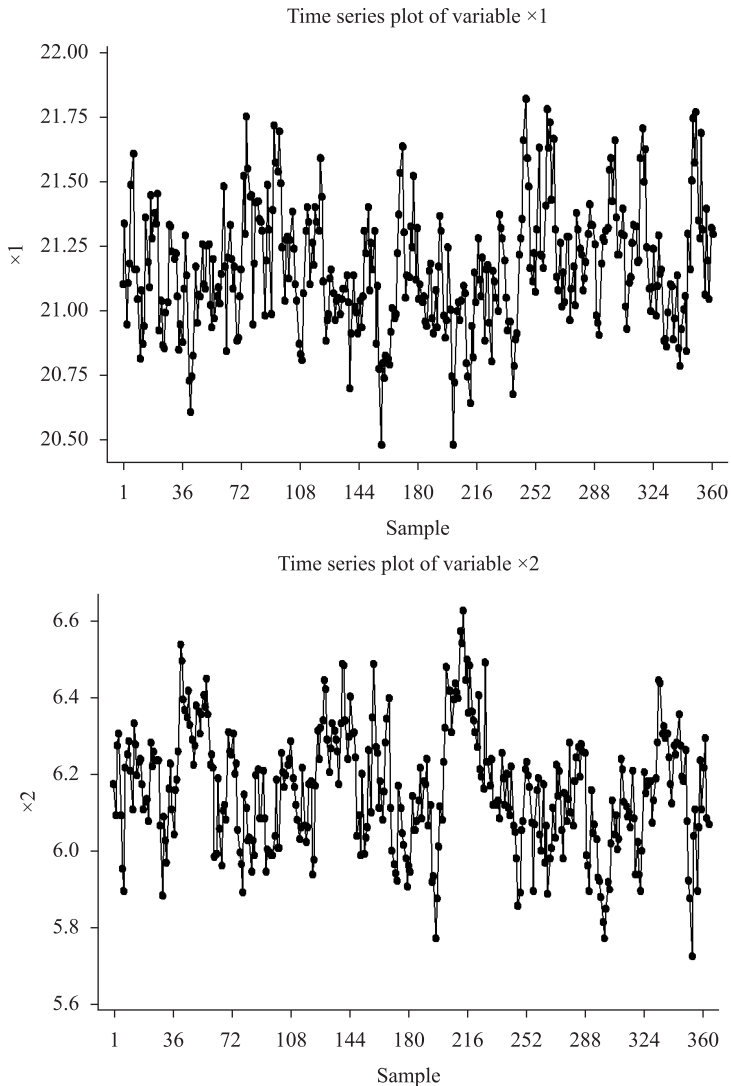 Time series plot of variable ×1
22.00
21.75
21.50
21.25
21.00
20.75
20.50
×1
1 36 72 108 144 180 216 252 288 324 360
Sample
Time series plot of variable ×2
6.6
6.4
6.2
6.0
5.8
5.6
×2
1 36 72 108 144 180 216 252 288 324 360
Sample